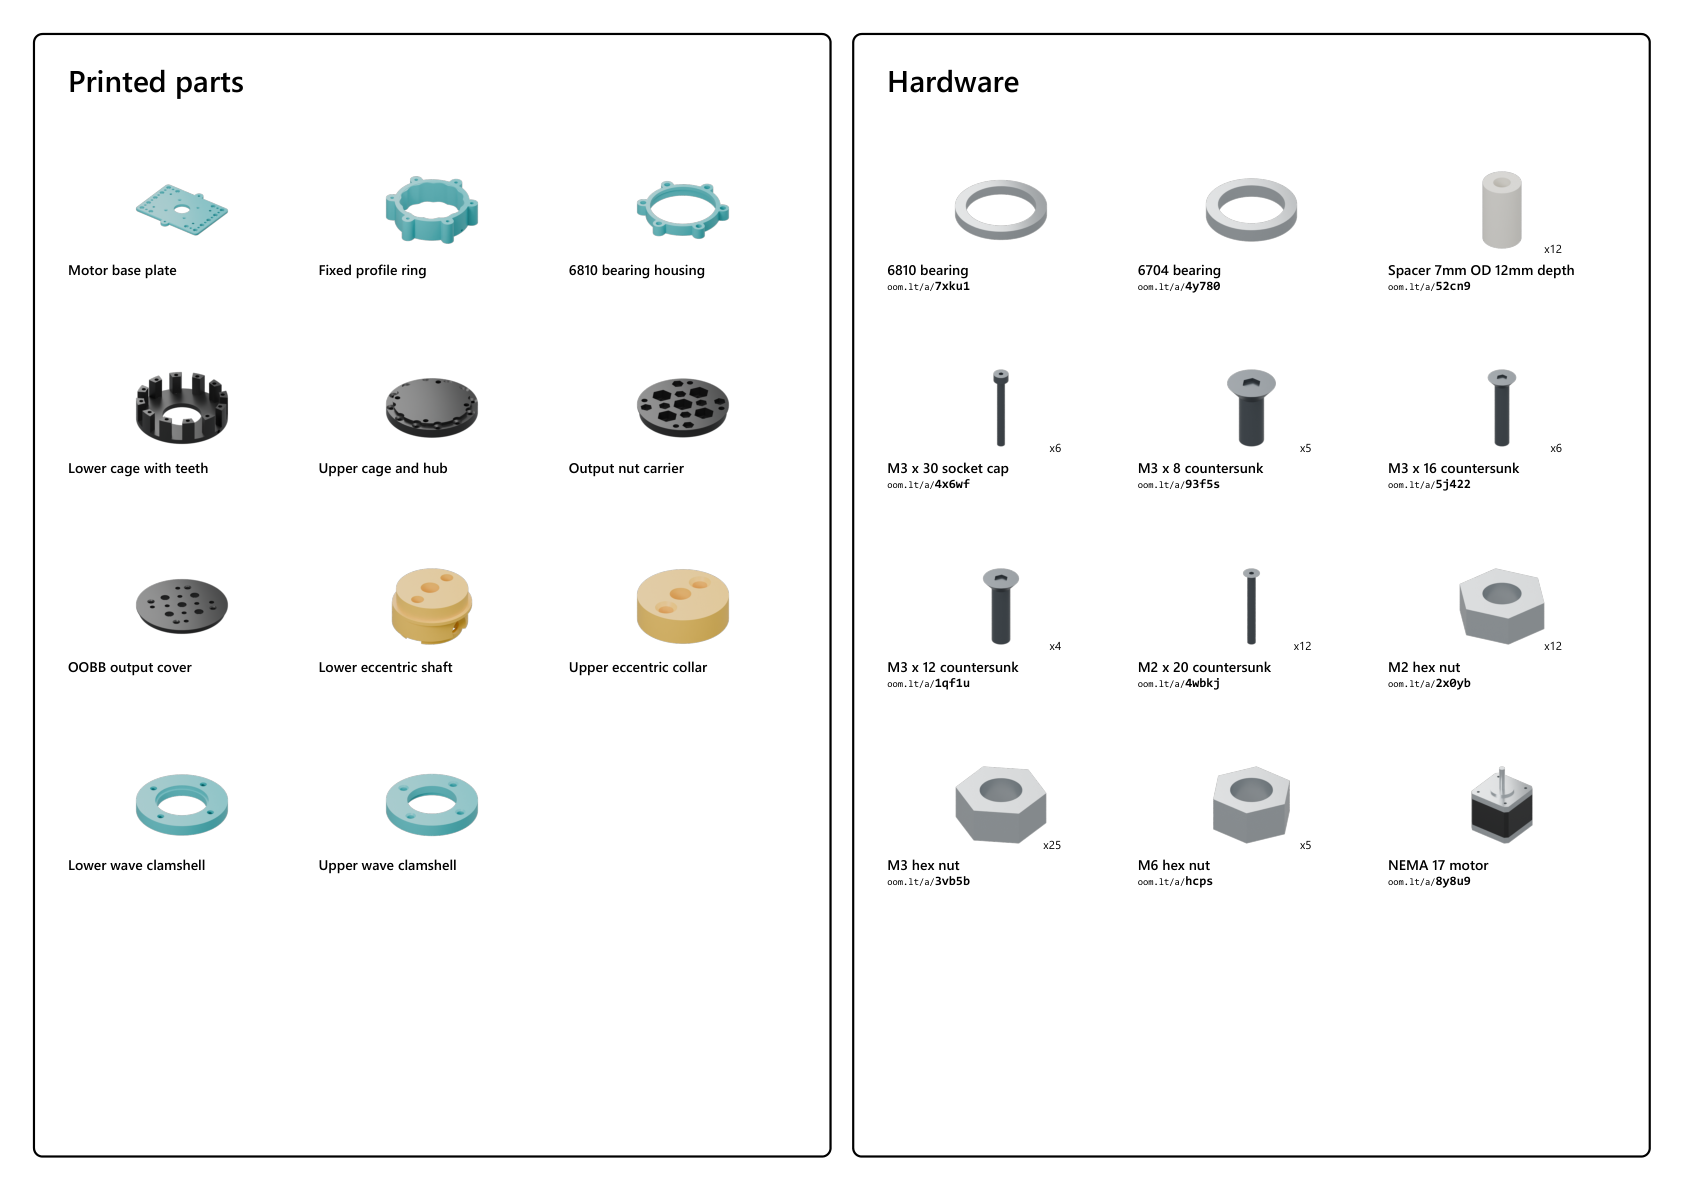 Printed parts
Motor base plate
Fixed profile ring
6810 bearing housing
Lower cage with teeth
Upper cage and hub
Output nut carrier
OOBB output cover
Lower eccentric shaft
Upper eccentric collar
Lower wave clamshell
Upper wave clamshell
Hardware
6810 bearing
oom.lt/a/7xku1
6704 bearing
oom.lt/a/4y780
x12
Spacer 7mm OD 12mm depth
oom.lt/a/52cn9
x6
M3 x 30 socket cap
oom.lt/a/4x6wf
x5
M3 x 8 countersunk
oom.lt/a/93f5s
x6
M3 x 16 countersunk
oom.lt/a/5j422
x4
M3 x 12 countersunk
oom.lt/a/1qf1u
x12
M2 x 20 countersunk
oom.lt/a/4wbkj
x12
M2 hex nut
oom.lt/a/2x0yb
x25
M3 hex nut
oom.lt/a/3vb5b
x5
M6 hex nut
oom.lt/a/hcps
NEMA 17 motor
oom.lt/a/8y8u9